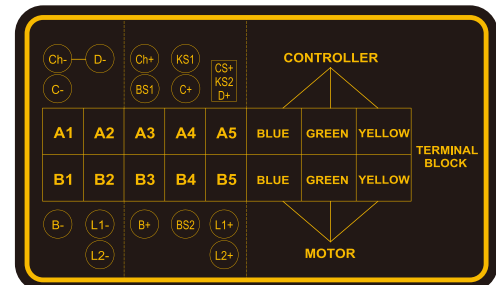 Ch- D- Ch+ KS1 CS+ CONTROLLER
C- BS1 C+ KS2
D+
A1 A2 A3 A4 A5 BLUE GREEN YELLOW
TERMINAL
BLOCK
B1 B2 B3 B4 B5 BLUE GREEN YELLOW
B- L1- B+ BS2 L1+
L2- L2+ MOTOR